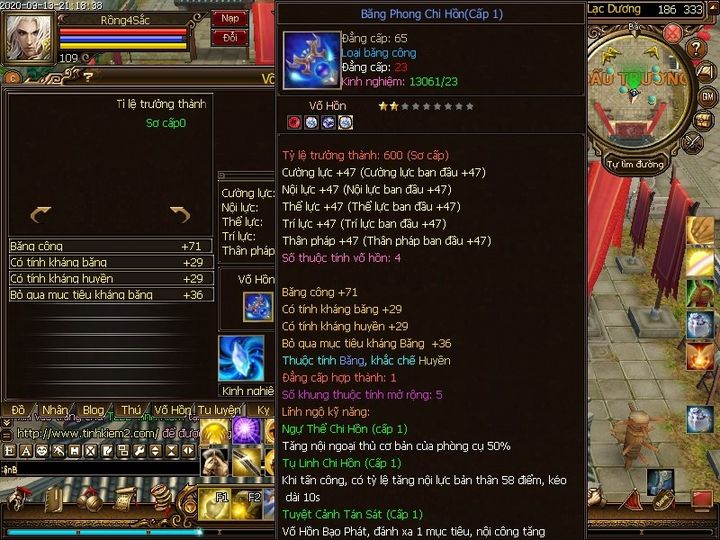 2020-03-13-21:18:38
Rồng4Sắc
Nạp
Đổi
109
Tỉ lệ trưởng thành
Sơ cấp0
Cường lực:
Nội lực:
Thể lực:
Trí lực:
Thân pháp
Băng công +71
Có tính kháng băng +29
Có tính kháng huyền +29
Bỏ qua mục tiêu kháng băng +36
Võ Hồn
Kinh nghiệ
Đồ Nhân Blog Thú Võ Hồn Tu luyện Kỵ
http://www.tinhkiem2.com/ để đượ
F1 F2
Băng Phong Chi Hồn(Cấp 1)
Đẳng cấp: 65
Loại băng công
Đẳng cấp: 23
Kinh nghiệm: 13061/23
Võ Hồn
Tỷ lệ trưởng thành: 600 (Sơ cấp)
Cường lực +47 (Cường lực ban đầu +47)
Nội lực +47 (Nội lực ban đầu +47)
Thể lực +47 (Thể lực ban đầu +47)
Trí lực +47 (Trí lực ban đầu +47)
Thân pháp +47 (Thân pháp ban đầu +47)
Số thuộc tính võ hồn: 4
Băng công +71
Có tính kháng băng +29
Có tính kháng huyền +29
Bỏ qua mục tiêu kháng Băng +36
Thuộc tính Băng, khắc chế Huyền
Đẳng cấp hợp thành: 1
Số khung thuộc tính mở rộng: 5
Lĩnh ngộ kỹ năng:
Ngự Thể Chi Hồn (Cấp 1)
Tăng nội ngoại thủ cơ bản của phòng cụ 50%
Tụ Linh Chi Hồn (Cấp 1)
Khi tấn công, có tỷ lệ tăng nội lực bản thân 58 điểm, kéo
dài 10s
Tuyệt Cảnh Tán Sát (Cấp 1)
Võ Hồn Bạo Phát, đánh xa 1 mục tiêu, nội công tăng
Lạc Dương 186 333
Bắc
ĐẤU TRƯỜNG
GM
Tự tìm đường